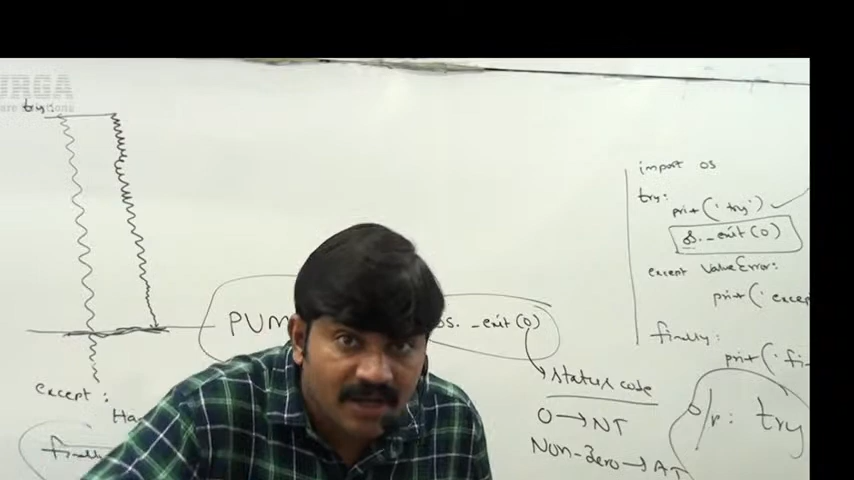 try:
except :
finally
os. _exit(0)
status code
0 → NT
Non-zero → AT
import os
try:
print('try')
os._exit(0)
except ValueError:
print('excep
finally:
print('fi
o/p: try